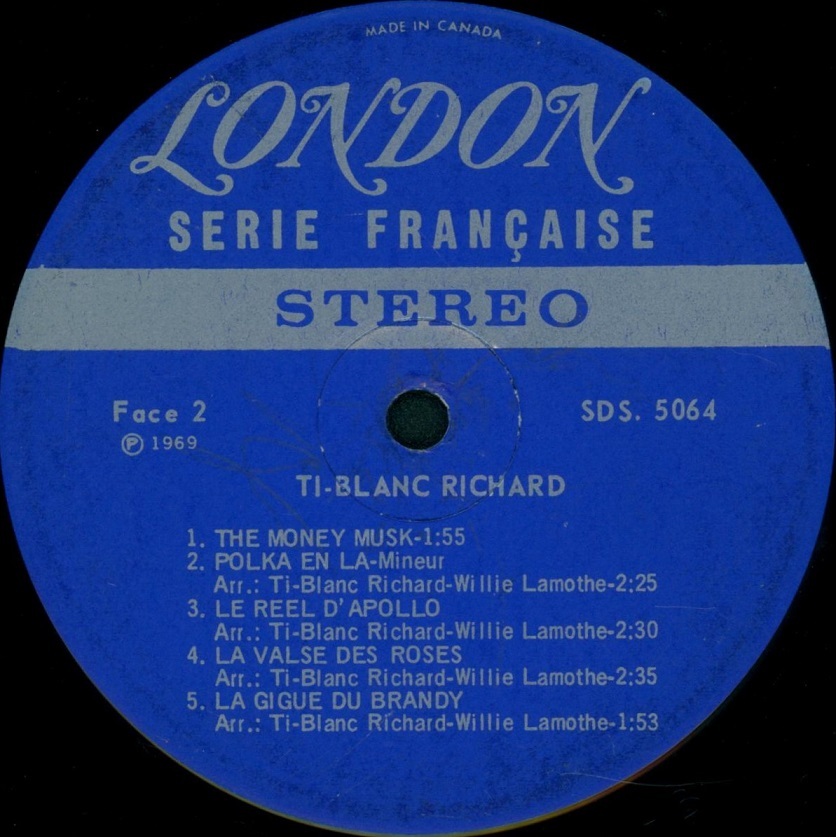 MADE IN CANADA
LONDON
SERIE FRANÇAISE
STEREO
Face 2
SDS. 5064
Ⓟ 1969
TI-BLANC RICHARD
1. THE MONEY MUSK-1:55
2. POLKA EN LA-Mineur
Arr.: Ti-Blanc Richard-Willie Lamothe-2:25
3. LE REEL D'APOLLO
Arr.: Ti-Blanc Richard-Willie Lamothe-2:30
4. LA VALSE DES ROSES
Arr.: Ti-Blanc Richard-Willie Lamothe-2:35
5. LA GIGUE DU BRANDY
Arr.: Ti-Blanc Richard-Willie Lamothe-1:53